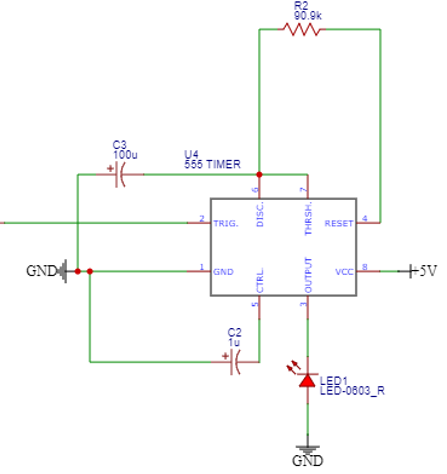 R2
90.9k
C3
100u
U4
555 TIMER
6
7
DISC.
THRSH.
2
TRIG.
RESET
4
GND
1
GND
VCC
8
+5V
CTRL.
OUTPUT
5
3
C2
1u
LED1
LED-0603_R
GND